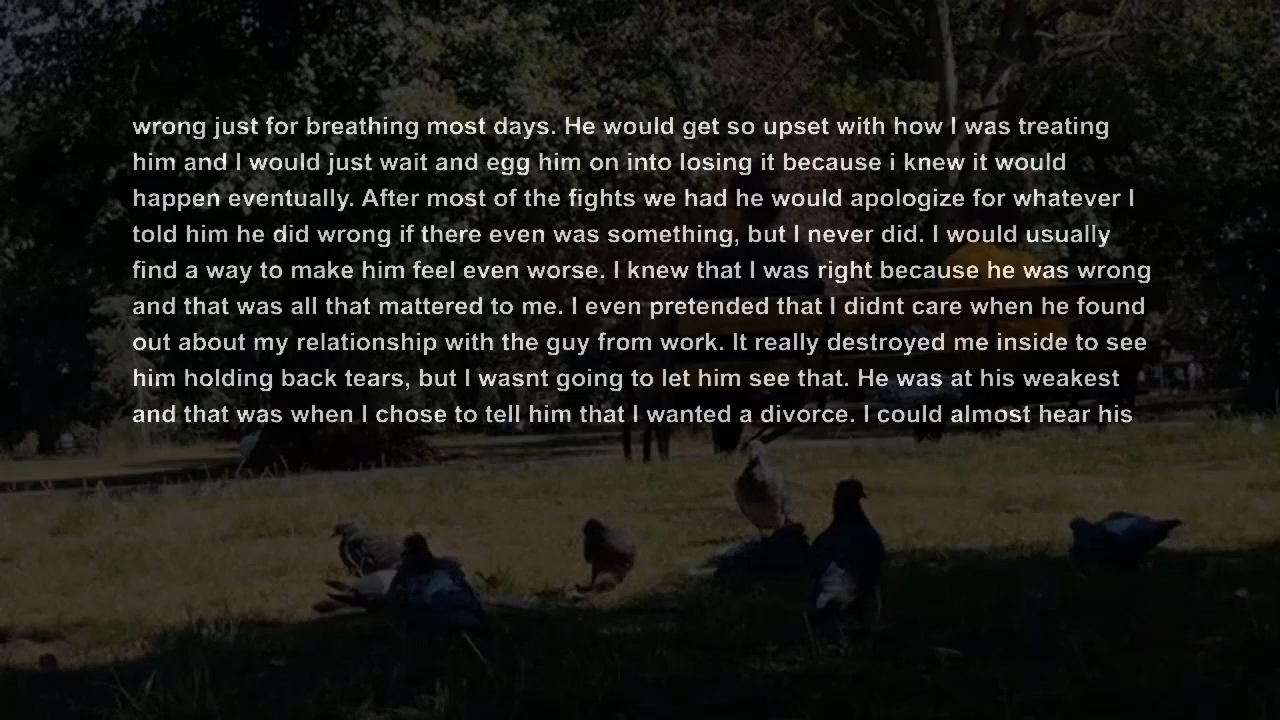 wrong just for breathing most days. He would get so upset with how I was treating
him and I would just wait and egg him on into losing it because i knew it would
happen eventually. After most of the fights we had he would apologize for whatever I
told him he did wrong if there even was something, but I never did. I would usually
find a way to make him feel even worse. I knew that I was right because he was wrong
and that was all that mattered to me. I even pretended that I didnt care when he found
out about my relationship with the guy from work. It really destroyed me inside to see
him holding back tears, but I wasnt going to let him see that. He was at his weakest
and that was when I chose to tell him that I wanted a divorce. I could almost hear his